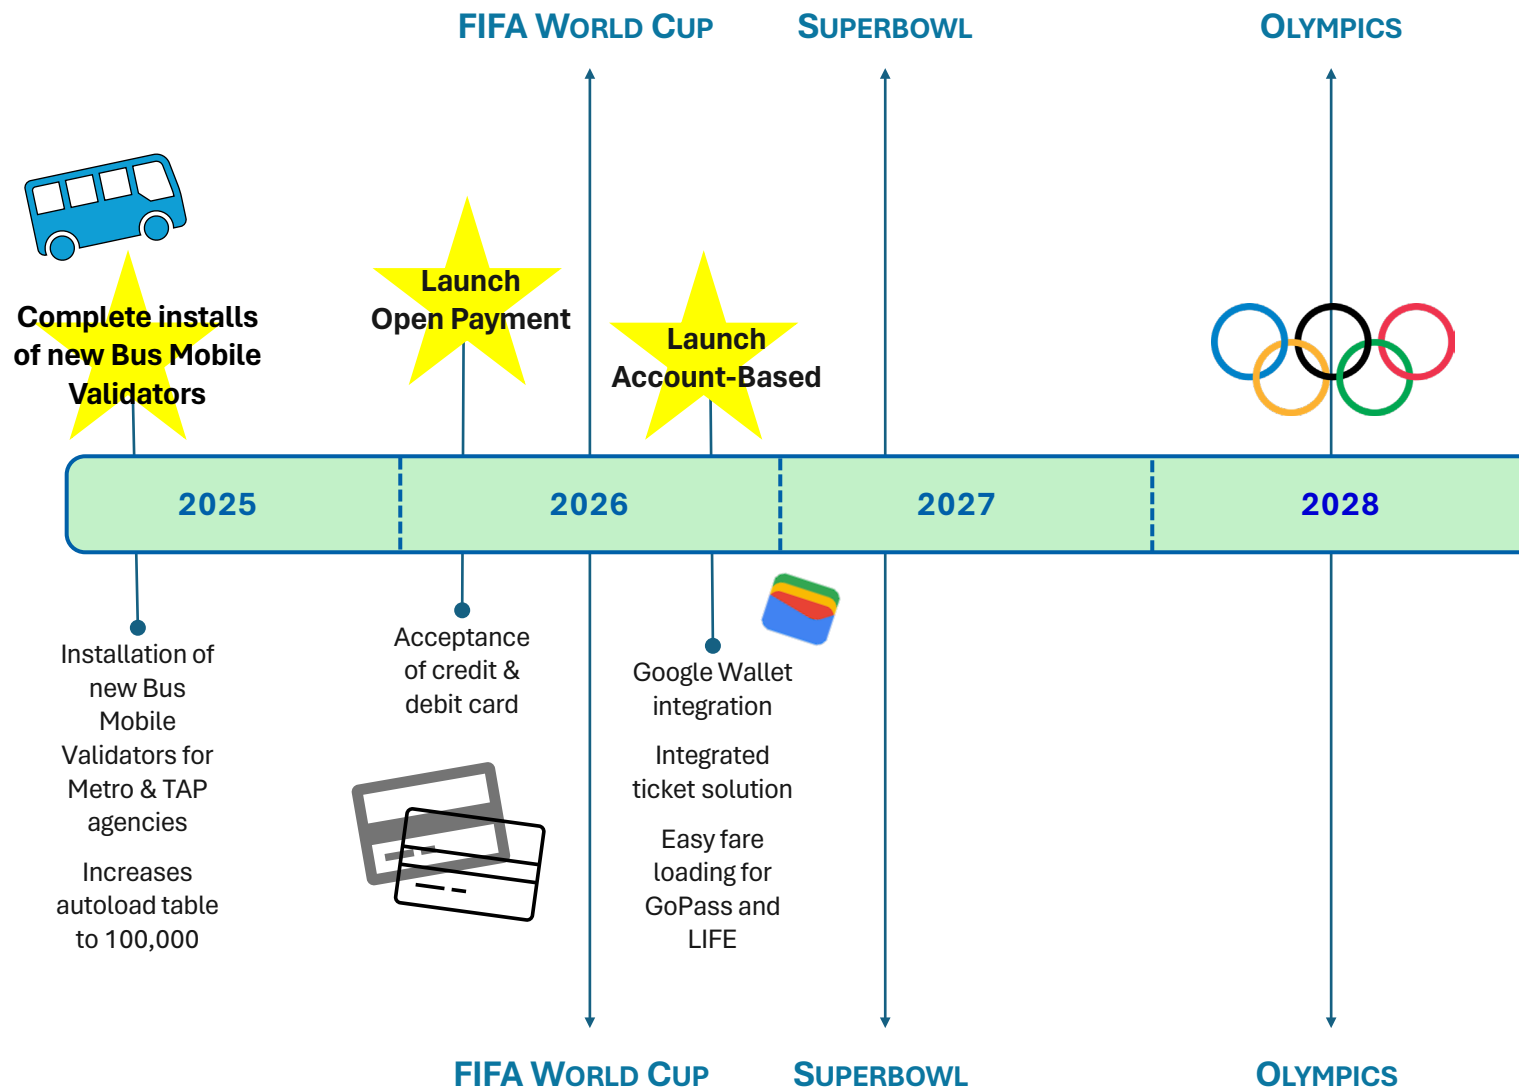 FIFA WORLD CUP
SUPERBOWL
OLYMPICS
Complete installs
of new Bus Mobile
Validators
Launch
Open Payment
Launch
Account-Based
2025
2026
2027
2028
Installation of
new Bus
Mobile
Validators for
Metro & TAP
agencies
Increases
autoload table
to 100,000
Acceptance
of credit &
debit card
Google Wallet
integration
Integrated
ticket solution
Easy fare
loading for
GoPass and
LIFE
FIFA WORLD CUP
SUPERBOWL
OLYMPICS